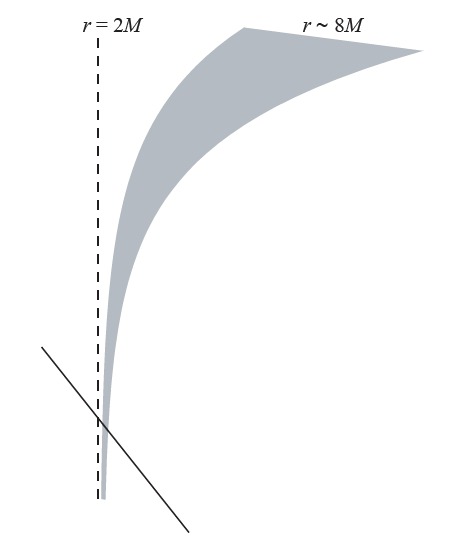 r = 2M
r ~ 8M